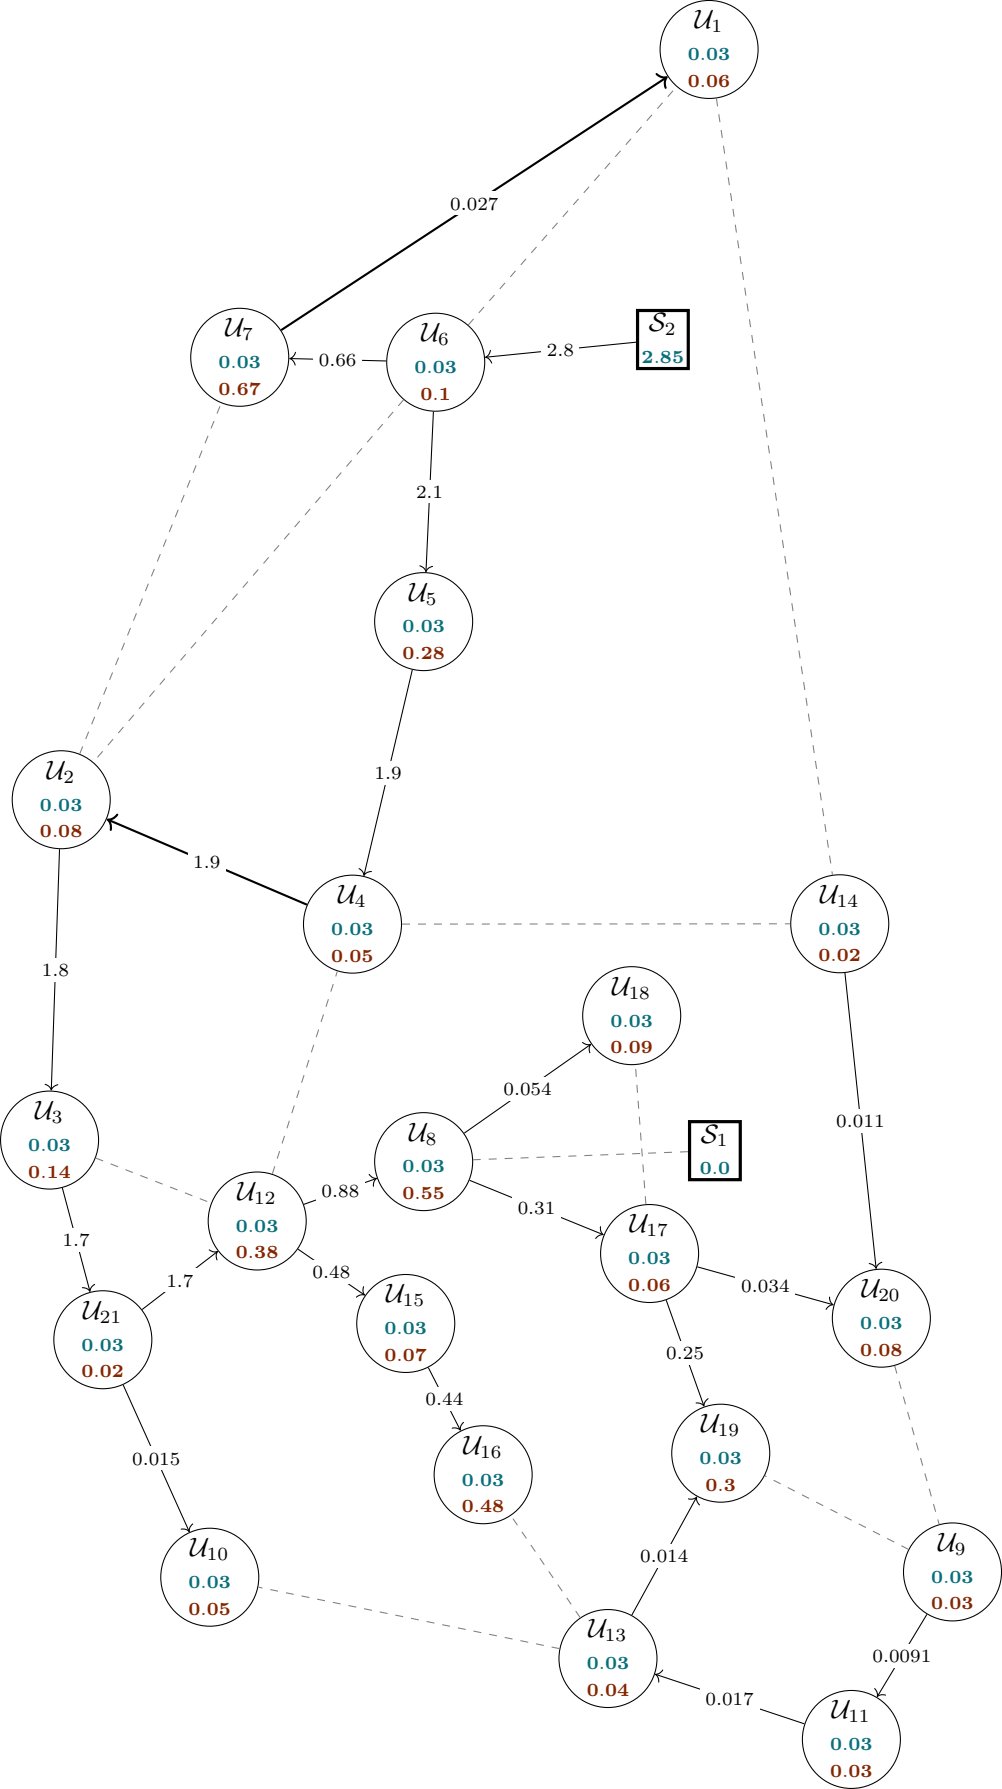 𝒰₁
0.03
0.06
0.027
𝒰₇
0.03
0.67
0.66
𝒰₆
0.03
0.1
2.8
𝒮₂
2.85
2.1
𝒰₅
0.03
0.28
1.9
𝒰₂
0.03
0.08
1.9
𝒰₄
0.03
0.05
𝒰₁₄
0.03
0.02
1.8
𝒰₁₈
0.03
0.09
0.054
0.011
𝒰₃
0.03
0.14
𝒰₈
0.03
0.55
𝒮₁
0.0
𝒰₁₂
0.03
0.38
0.88
0.31
𝒰₁₇
0.03
0.06
1.7
1.7
0.48
0.034
𝒰₂₁
0.03
0.02
𝒰₁₅
0.03
0.07
𝒰₂₀
0.03
0.08
0.25
0.44
0.015
𝒰₁₆
0.03
0.48
𝒰₁₉
0.03
0.3
𝒰₁₀
0.03
0.05
0.014
𝒰₉
0.03
0.03
𝒰₁₃
0.03
0.04
0.0091
0.017
𝒰₁₁
0.03
0.03